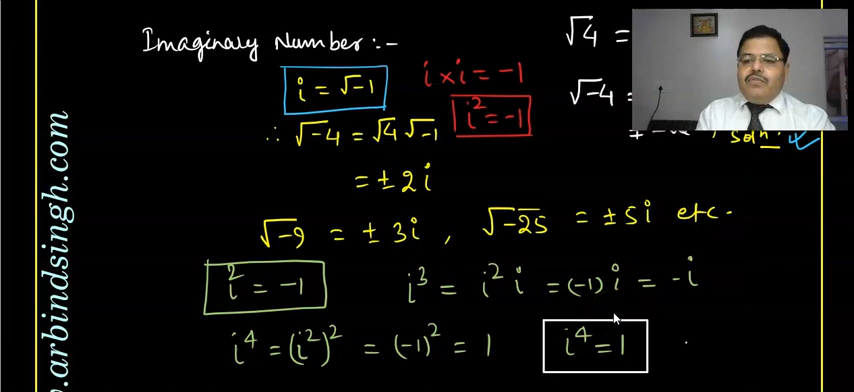 Imaginary Number :-
√4 =
i = √-1
i × i = -1
√-4 =
i² = -1
∴ √-4 = √4 √-1
soln.
= ±2i
√-9 = ± 3i , √-25 = ±5i etc.
i² = -1
i³ = i² i = (-1) i = -i
i⁴ = (i²)² = (-1)² = 1
i⁴ = 1
.arbindsingh.com